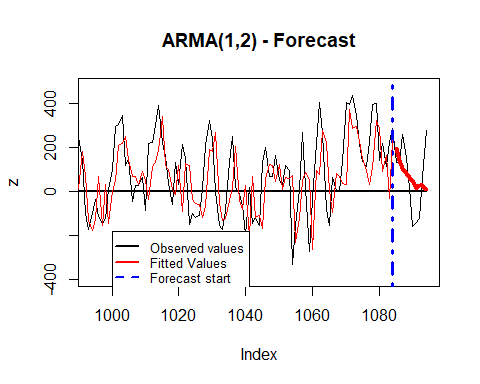 ARMA(1,2) - Forecast
z
400
200
0
-400
Observed values
Fitted Values
Forecast start
1000
1020
1040
1060
1080
Index